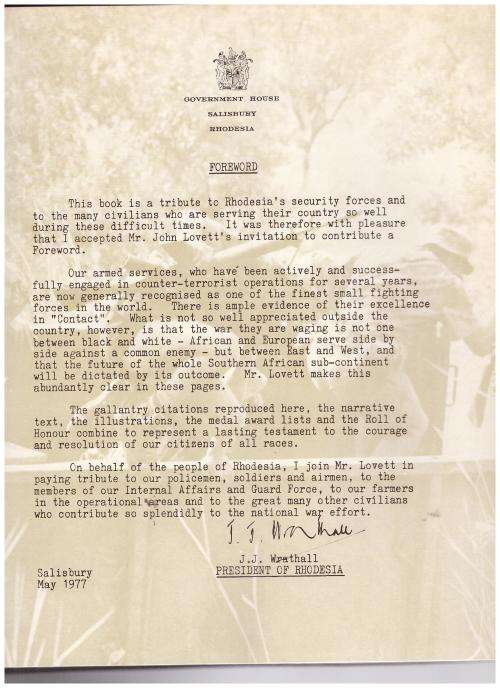 GOVERNMENT HOUSE
SALISBURY
RHODESIA
FOREWORD
This book is a tribute to Rhodesia's security forces and
to the many civilians who are serving their country so well
during these difficult times. It was therefore with pleasure
that I accepted Mr. John Lovett's invitation to contribute a
Foreword.
Our armed services, who have been actively and success-
fully engaged in counter-terrorist operations for several years,
are now generally recognised as one of the finest small fighting
forces in the world. There is ample evidence of their excellence
in "Contact". What is not so well appreciated outside the
country, however, is that the war they are waging is not one
between black and white - African and European serve side by
side against a common enemy - but between East and West, and
that the future of the whole Southern African sub-continent
will be dictated by its outcome. Mr. Lovett makes this
abundantly clear in these pages.
The gallantry citations reproduced here, the narrative
text, the illustrations, the medal award lists and the Roll of
Honour combine to represent a lasting testament to the courage
and resolution of our citizens of all races.
On behalf of the people of Rhodesia, I join Mr. Lovett in
paying tribute to our policemen, soldiers and airmen, to the
members of our Internal Affairs and Guard Force, to our farmers
in the operational areas and to the great many other civilians
who contribute so splendidly to the national war effort.
J. J. Wrathall
J.J. Wrathall
PRESIDENT OF RHODESIA
Salisbury
May 1977